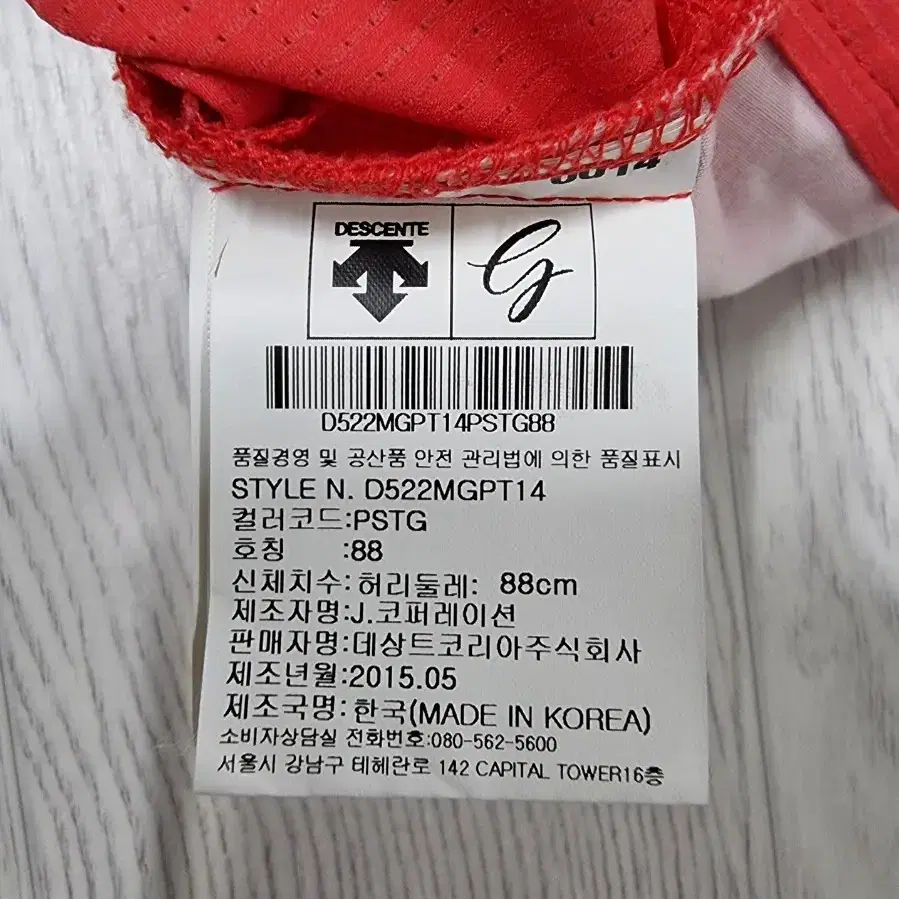 DESCENTE
D522MGPT14PSTG88
품질경영 및 공산품 안전 관리법에 의한 품질표시
STYLE N. D522MGPT14
컬러코드:PSTG
호칭 :88
신체치수: 허리둘레: 88cm
제조자명:J.코퍼레이션
판매자명:데상트코리아주식회사
제조년월:2015.05
제조국명: 한국(MADE IN KOREA)
소비자상담실 전화번호:080-562-5600
서울시 강남구 테헤란로 142 CAPITAL TOWER16층